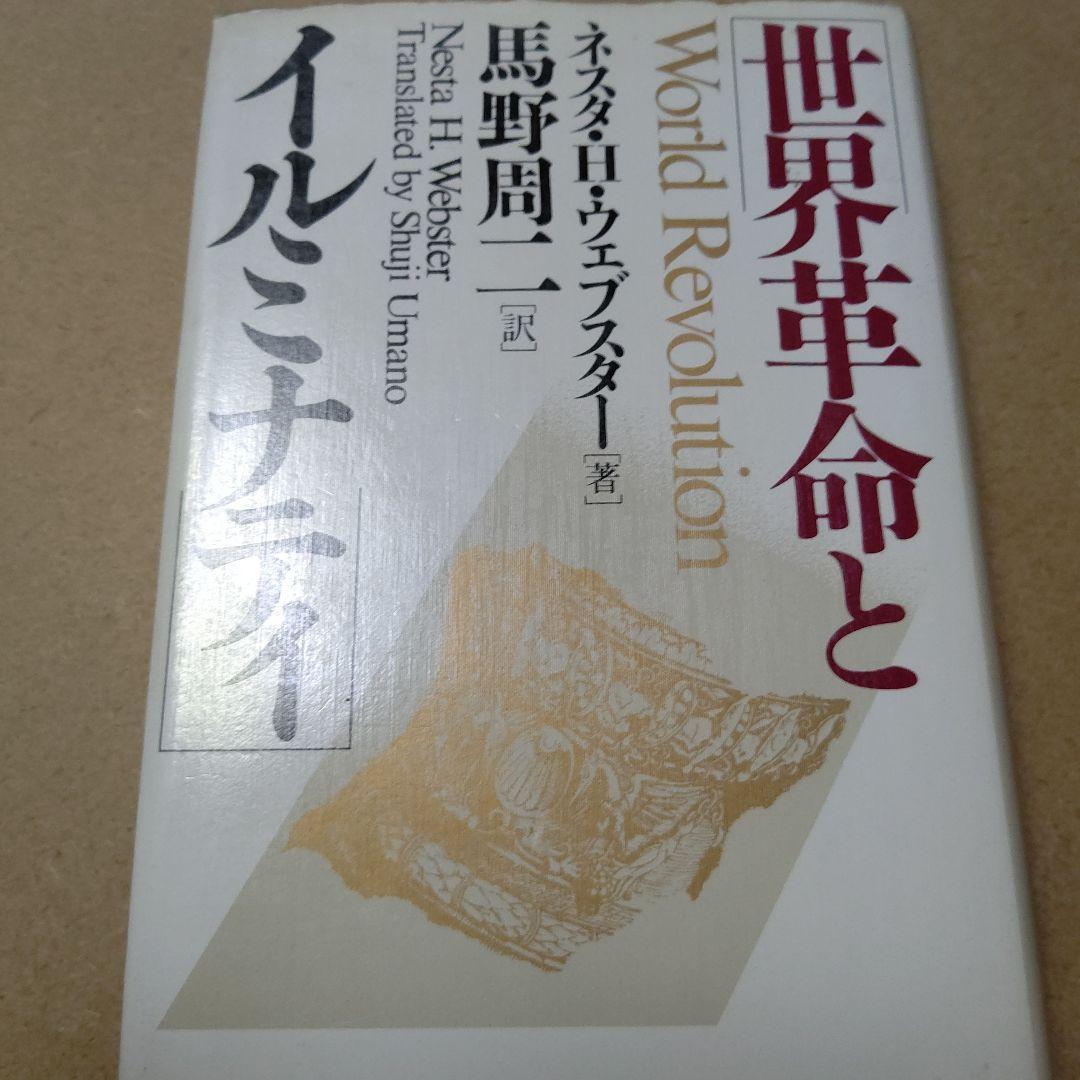 世界革命と
World Revolution
ネスタ・H・ウェブスター[著]
馬野周二[訳]
Nesta H. Webster
Translated by Shuji Umano
イルミナティ